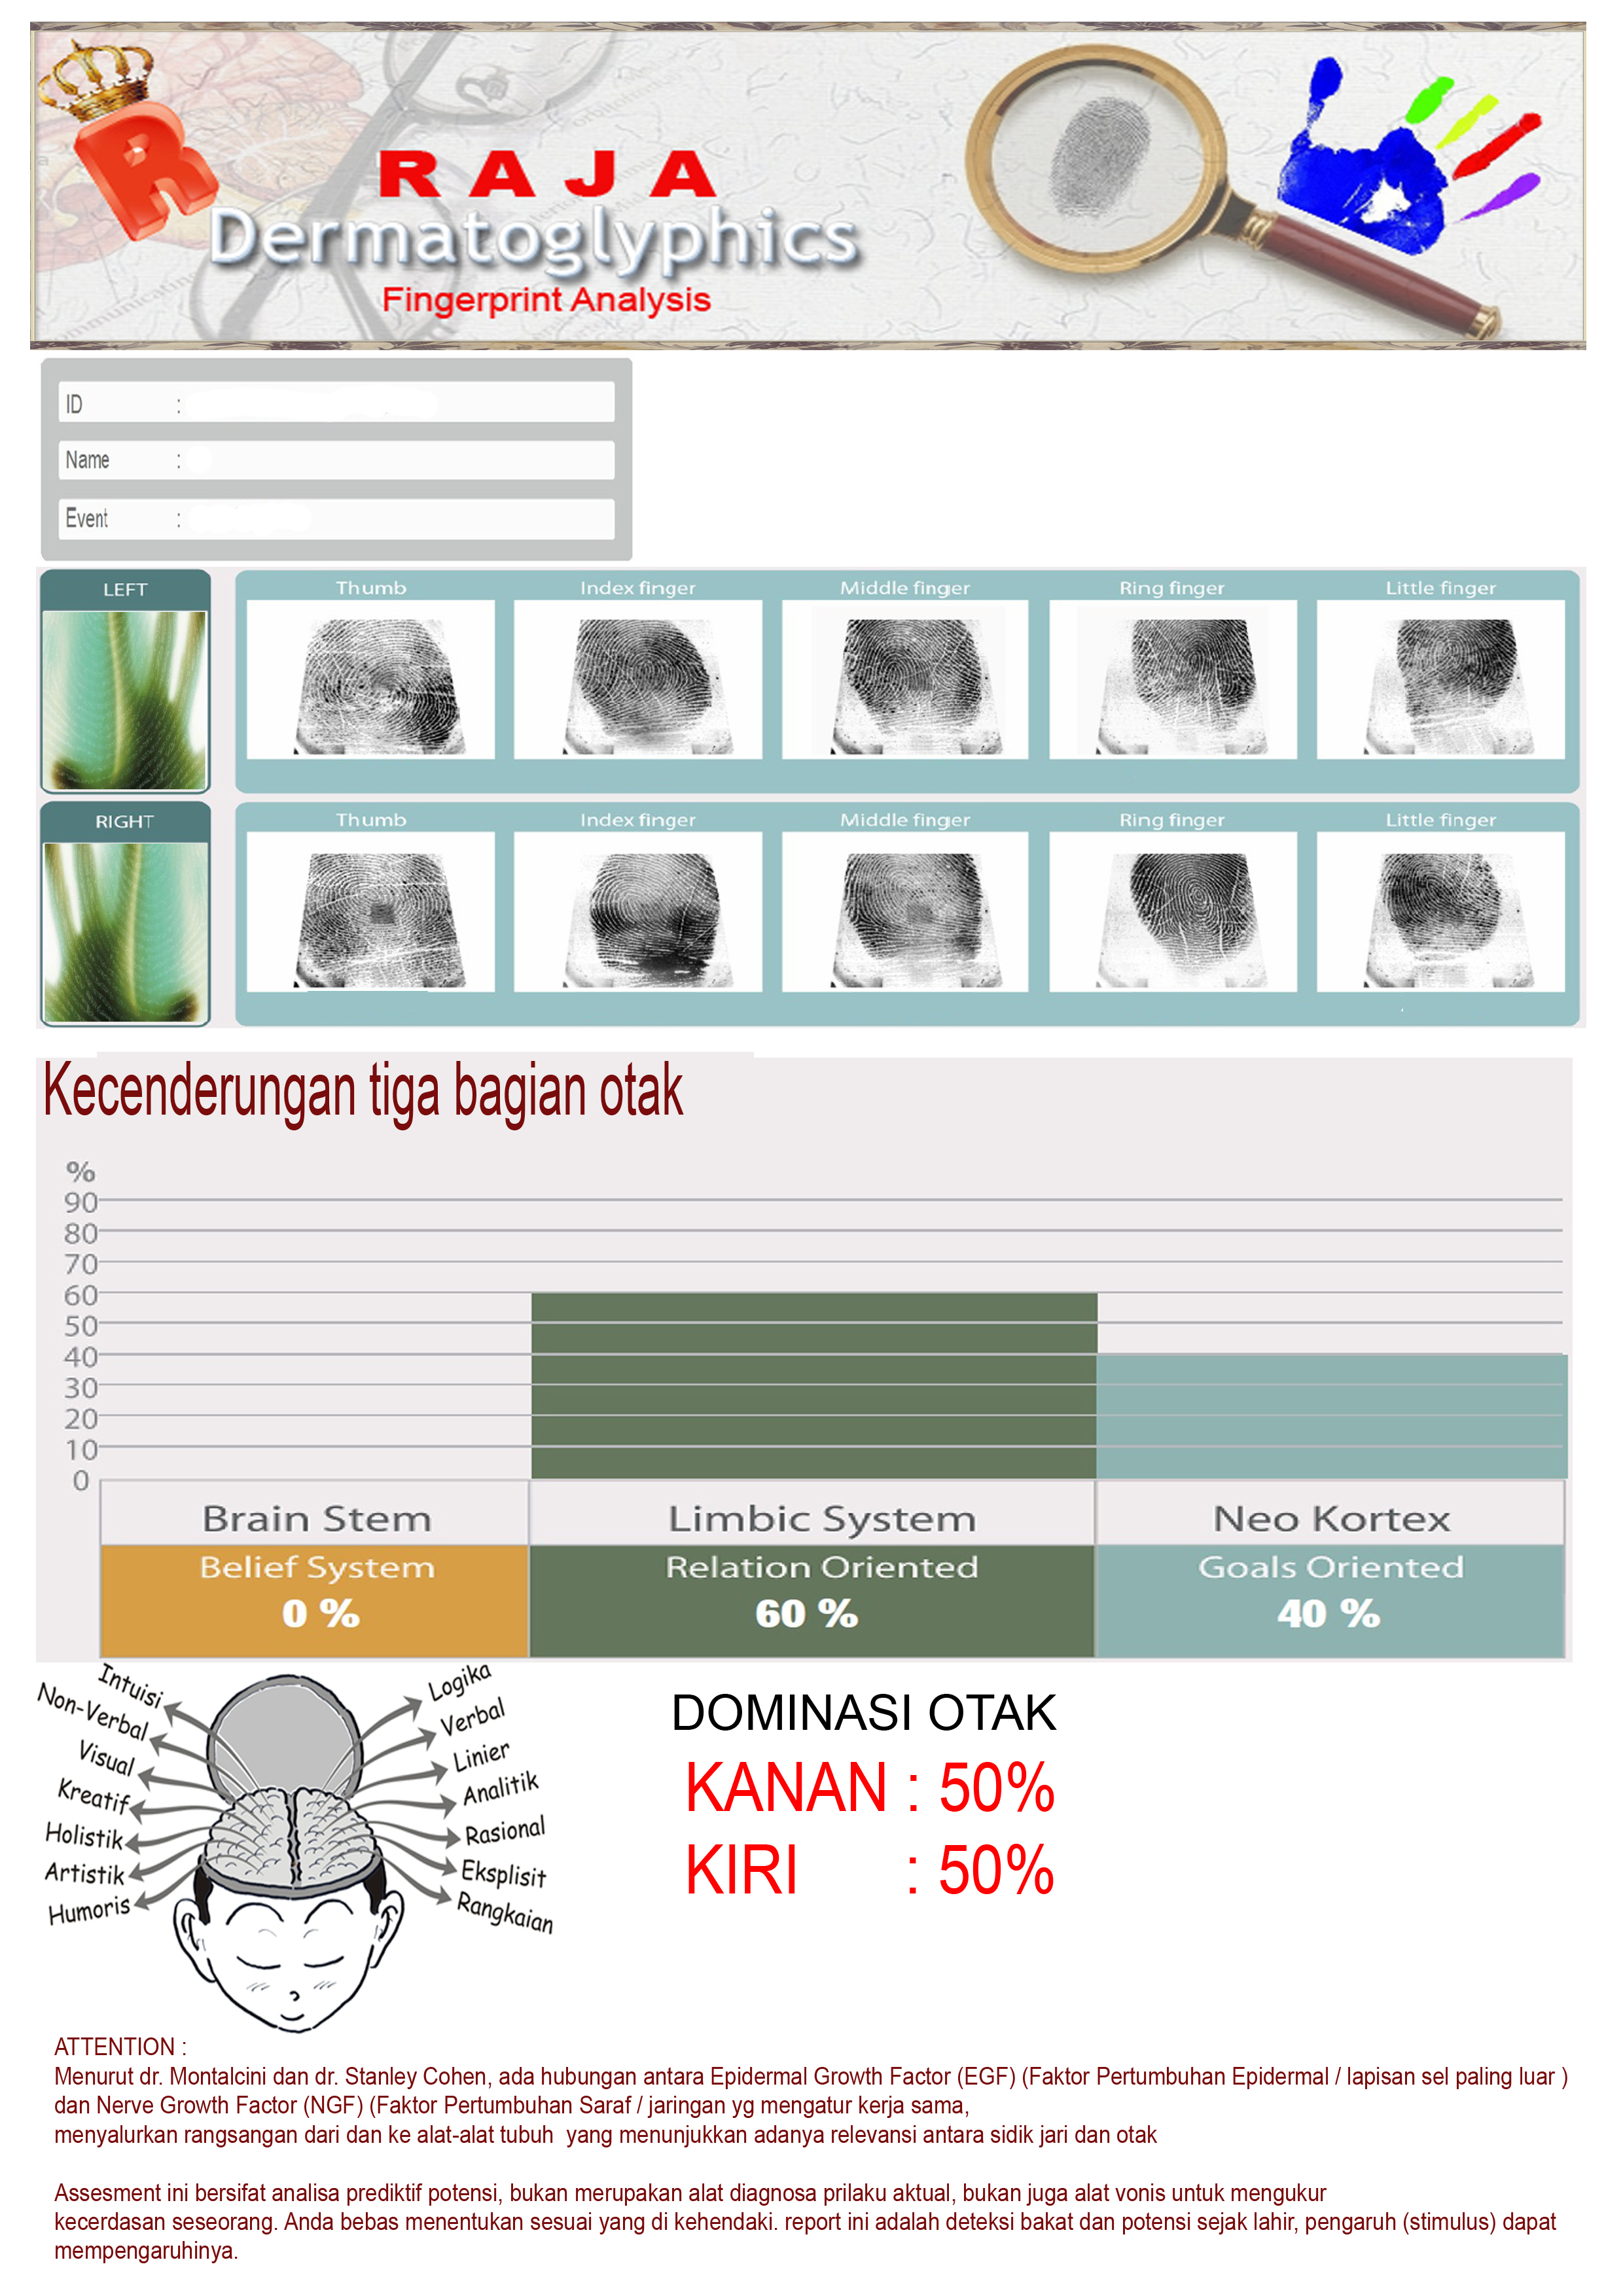 R
RAJA
Dermatoglyphics
Fingerprint Analysis
ID :
Name :
Event :
LEFT
Thumb Index finger Middle finger Ring finger Little finger
RIGHT
Thumb Index finger Middle finger Ring finger Little finger
Kecenderungan tiga bagian otak
%
90
80
70
60
50
40
30
20
10
0
Brain Stem Limbic System Neo Kortex
Belief System Relation Oriented Goals Oriented
0 % 60 % 40 %
Intuisi
Non-Verbal
Visual
Kreatif
Holistik
Artistik
Humoris
Logika
Verbal
Linier
Analitik
Rasional
Eksplisit
Rangkaian
DOMINASI OTAK
KANAN : 50%
KIRI : 50%
ATTENTION :
Menurut dr. Montalcini dan dr. Stanley Cohen, ada hubungan antara Epidermal Growth Factor (EGF) (Faktor Pertumbuhan Epidermal / lapisan sel paling luar )
dan Nerve Growth Factor (NGF) (Faktor Pertumbuhan Saraf / jaringan yg mengatur kerja sama,
menyalurkan rangsangan dari dan ke alat-alat tubuh yang menunjukkan adanya relevansi antara sidik jari dan otak
Assesment ini bersifat analisa prediktif potensi, bukan merupakan alat diagnosa prilaku aktual, bukan juga alat vonis untuk mengukur
kecerdasan seseorang. Anda bebas menentukan sesuai yang di kehendaki. report ini adalah deteksi bakat dan potensi sejak lahir, pengaruh (stimulus) dapat
mempengaruhinya.